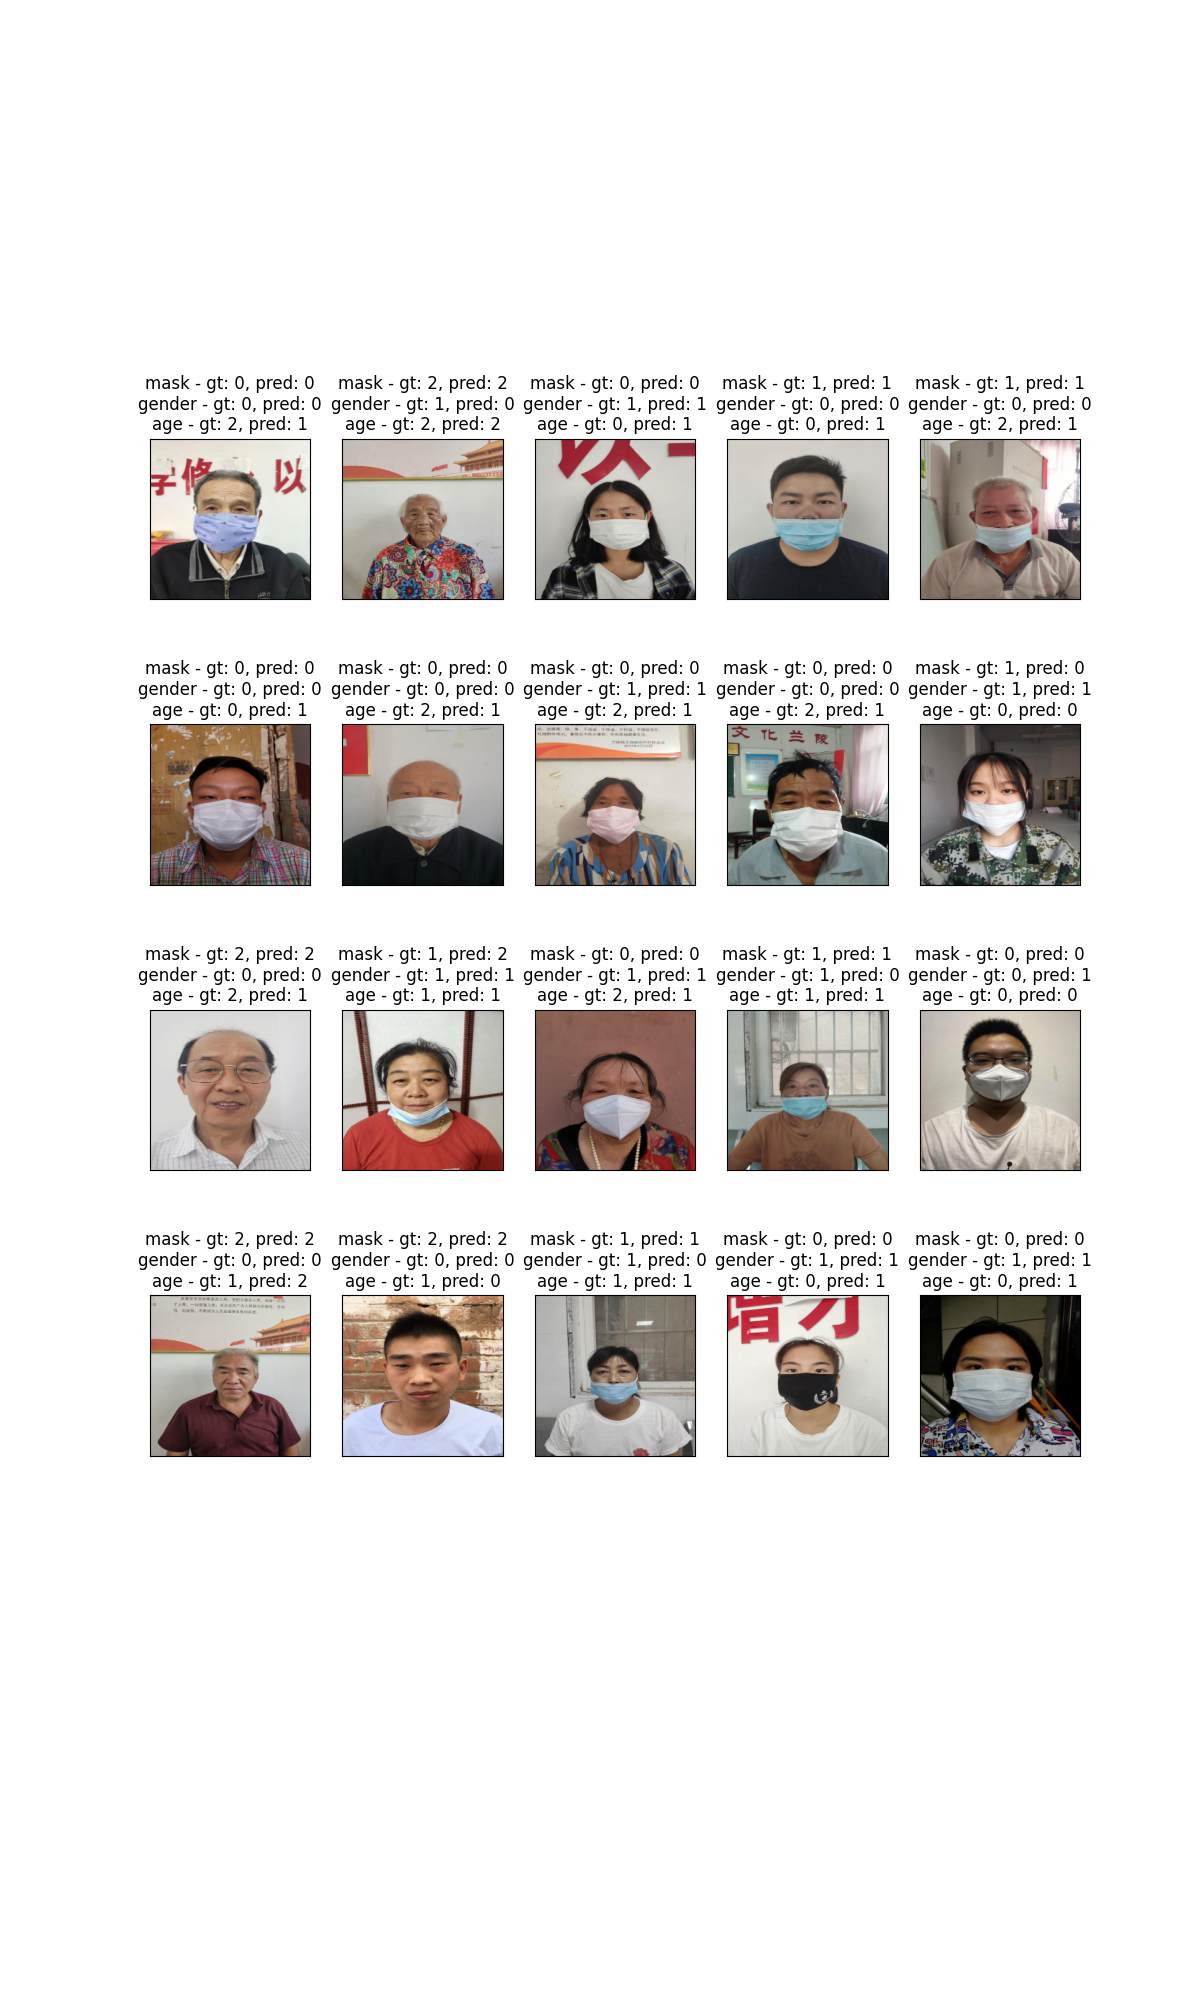 mask - gt: 0, pred: 0
gender - gt: 0, pred: 0
age - gt: 2, pred: 1
mask - gt: 2, pred: 2
gender - gt: 1, pred: 0
age - gt: 2, pred: 2
mask - gt: 0, pred: 0
gender - gt: 1, pred: 1
age - gt: 0, pred: 1
mask - gt: 1, pred: 1
gender - gt: 0, pred: 0
age - gt: 0, pred: 1
mask - gt: 1, pred: 1
gender - gt: 0, pred: 0
age - gt: 2, pred: 1
以
mask - gt: 0, pred: 0
gender - gt: 0, pred: 0
age - gt: 0, pred: 1
mask - gt: 0, pred: 0
gender - gt: 0, pred: 0
age - gt: 2, pred: 1
mask - gt: 0, pred: 0
gender - gt: 1, pred: 1
age - gt: 2, pred: 1
mask - gt: 0, pred: 0
gender - gt: 0, pred: 0
age - gt: 2, pred: 1
mask - gt: 1, pred: 0
gender - gt: 1, pred: 1
age - gt: 0, pred: 0
文化兰陵
mask - gt: 2, pred: 2
gender - gt: 0, pred: 0
age - gt: 2, pred: 1
mask - gt: 1, pred: 2
gender - gt: 1, pred: 1
age - gt: 1, pred: 1
mask - gt: 0, pred: 0
gender - gt: 1, pred: 1
age - gt: 2, pred: 1
mask - gt: 1, pred: 1
gender - gt: 1, pred: 0
age - gt: 1, pred: 1
mask - gt: 0, pred: 0
gender - gt: 0, pred: 1
age - gt: 0, pred: 0
mask - gt: 2, pred: 2
gender - gt: 0, pred: 0
age - gt: 1, pred: 2
mask - gt: 2, pred: 2
gender - gt: 0, pred: 0
age - gt: 1, pred: 0
mask - gt: 1, pred: 1
gender - gt: 1, pred: 0
age - gt: 1, pred: 1
mask - gt: 0, pred: 0
gender - gt: 1, pred: 1
age - gt: 0, pred: 1
mask - gt: 0, pred: 0
gender - gt: 1, pred: 1
age - gt: 0, pred: 1